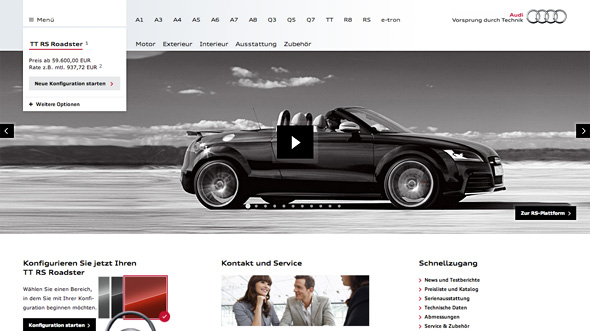 Menü
A1 A3 A4 A5 A6 A7 A8 Q3 Q5 Q7 TT R8 RS e-tron
Audi
Vorsprung durch Technik
TT RS Roadster 1
Motor Exterieur Interieur Ausstattung Zubehör
Preis ab 59.600,00 EUR
Rate z.B. mtl. 937,72 EUR 2
Neue Konfiguration starten
Weitere Optionen
Zur RS-Plattform
Konfigurieren Sie jetzt Ihren
TT RS Roadster
Wählen Sie einen Bereich,
in dem Sie mit Ihrer Konfi-
guration beginnen möchten.
Konfiguration starten
Kontakt und Service
Schnellzugang
News und Testberichte
Preisliste und Katalog
Serienausstattung
Technische Daten
Abmessungen
Service & Zubehör